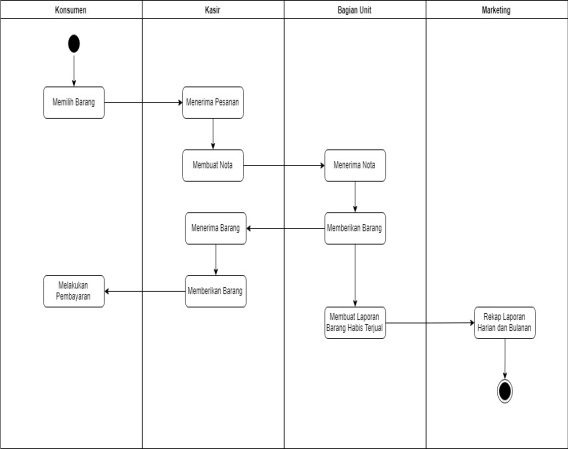 Konsumen
Kasir
Bagian Unit
Marketing
Memilih Barang
Menerima Pesanan
Membuat Nota
Menerima Nota
Menerima Barang
Memberikan Barang
Melakukan
Pembayaran
Memberikan Barang
Membuat Laporan
Barang Habis Terjual
Rekap Laporan
Harian dan Bulanan